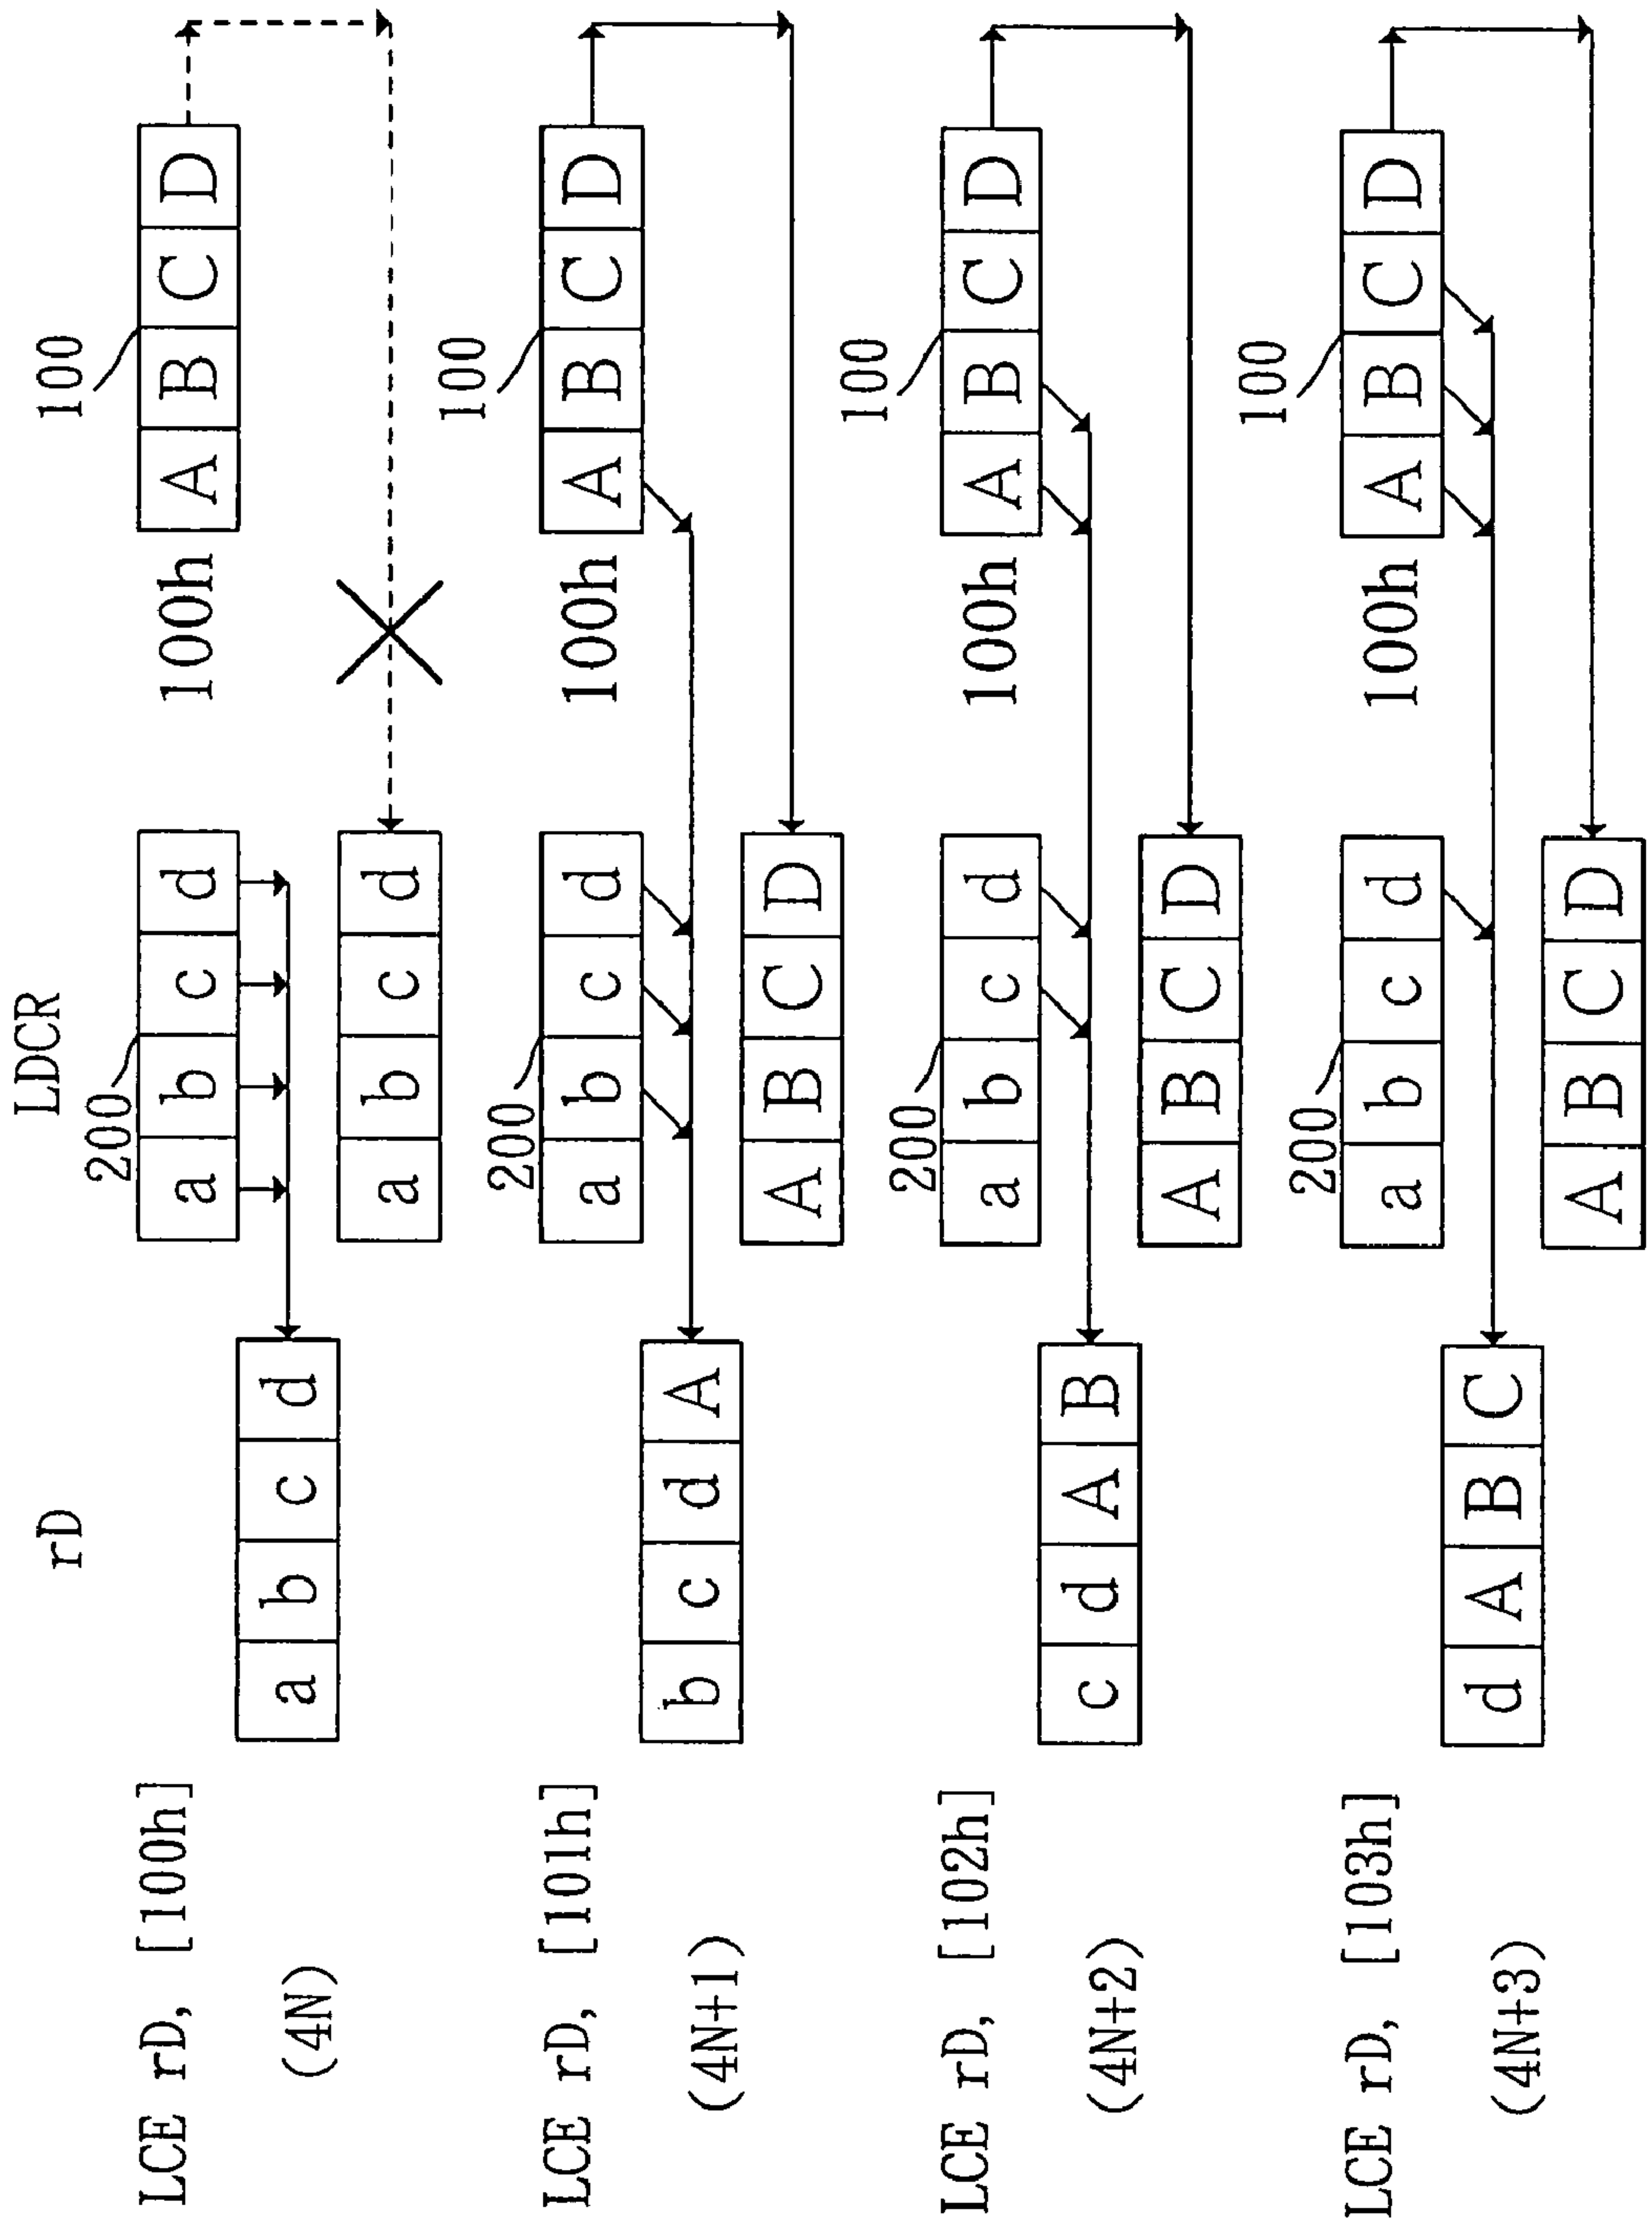 rD LDCR
LCE rD, [100h] 200 a b c d 100h 100 A B C D
(4N) a b c d
a b c d
LCE rD, [101h] 200 a b c d 100h 100 A B C D
(4N+1) b c d A
A B C D
LCE rD, [102h] 200 a b c d 100h 100 A B C D
(4N+2) c d A B
A B C D
LCE rD, [103h] 200 a b c d 100h 100 A B C D
(4N+3) d A B C
A B C D